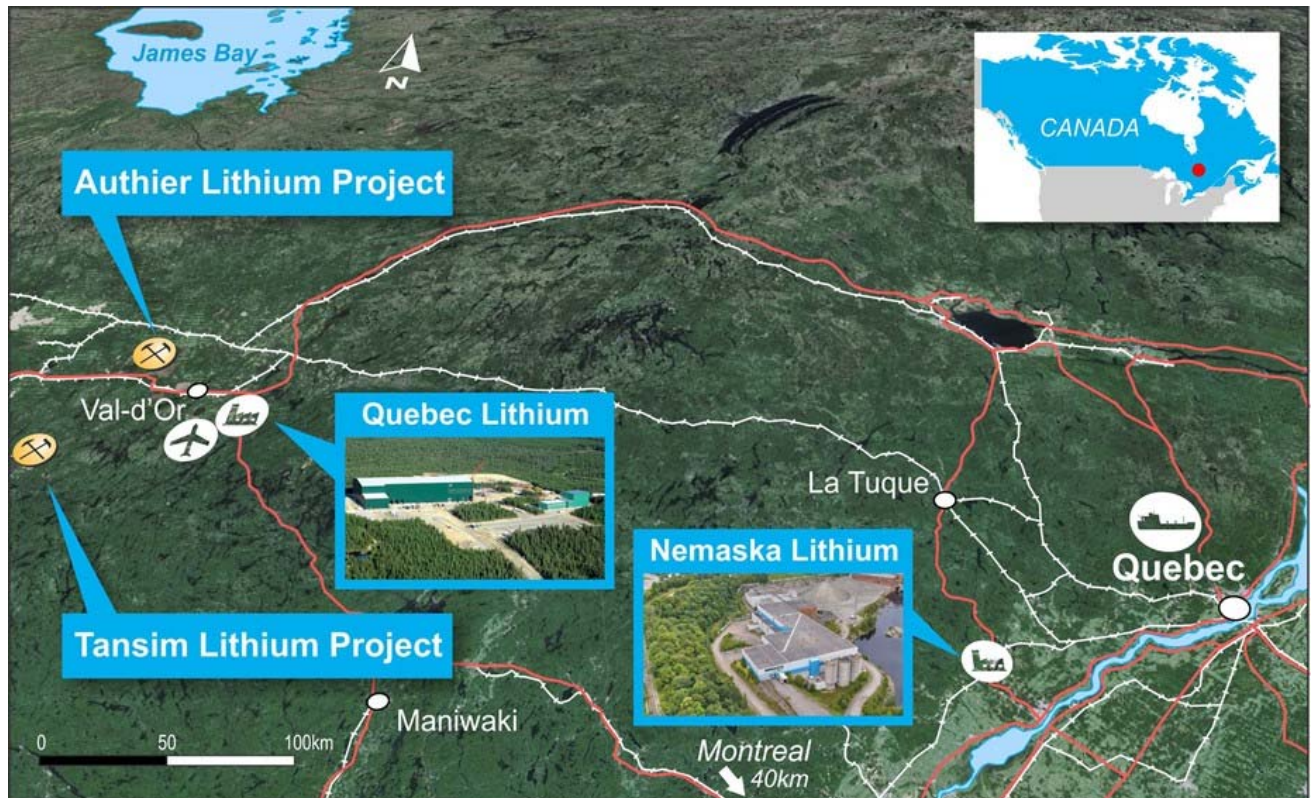 James Bay
N
CANADA
Authier Lithium Project
Val-d'Or
Quebec Lithium
La Tuque
Nemaska Lithium
Quebec
Tansim Lithium Project
Maniwaki
0 50 100km
Montreal
40km